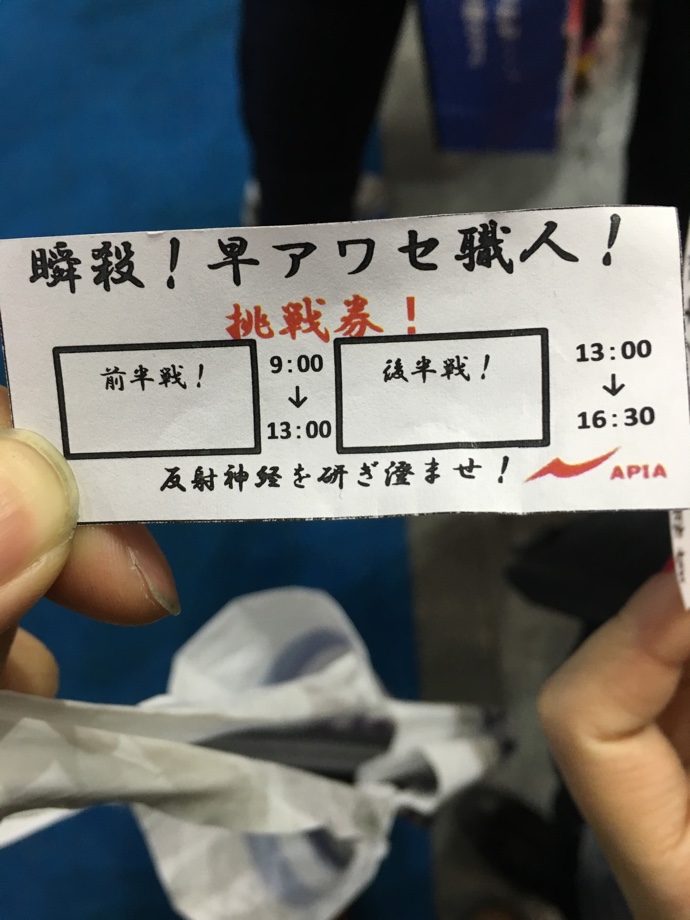 瞬殺!早アワセ職人!
挑戦券!
前半戦!
9:00
↓
13:00
後半戦!
13:00
↓
16:30
反射神経を研ぎ澄ませ!
APIA